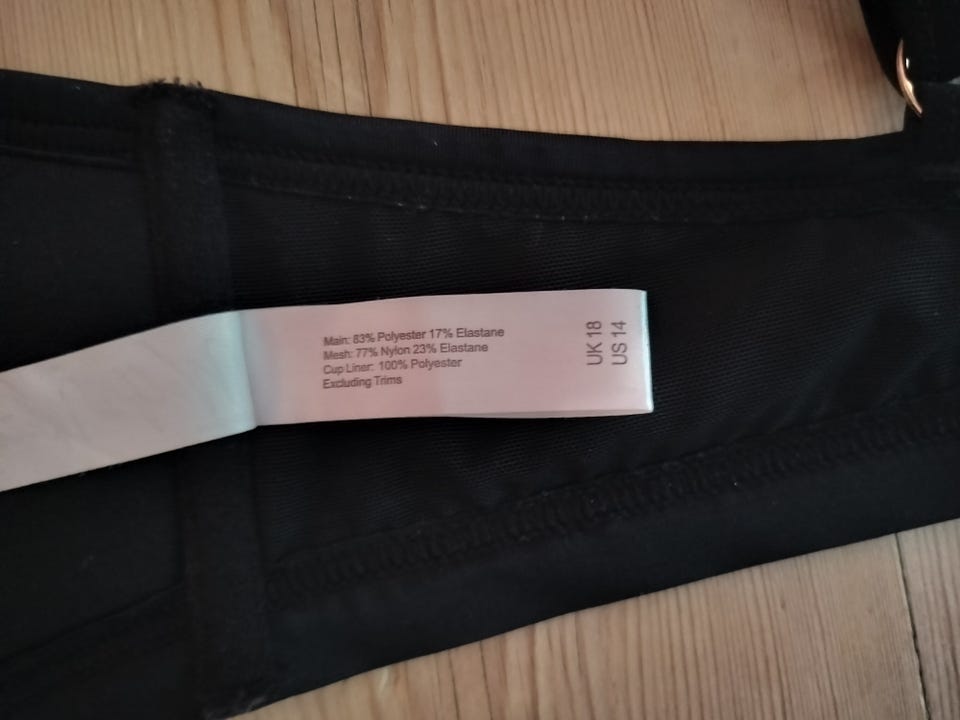 Main: 83% Polyester 17% Elastane
Mesh: 77% Nylon 23% Elastane
Cup Liner: 100% Polyester
Excluding Trims
UK 18
US 14